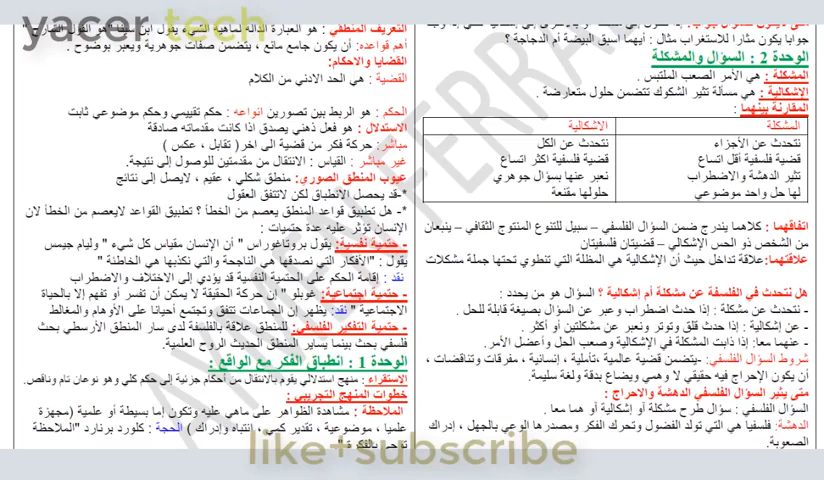 yacer tech
جوابا يكون مثارا للاستغراب مثال : أيهما اسبق البيضة أم الدجاجة ؟
الوحدة 2 : السؤال والمشكلة
المشكلة : هي الأمر الصعب الملتبس .
الإشكالية : هي مسألة تثير الشكوك تتضمن حلول متعارضة .
المقارنة بينهما :
المشكلة
الاشكالية
نتحدث عن الأجزاء
نتحدث عن الكل
قضية فلسفية أقل اتساع
قضية فلسفية اكثر اتساع
تثير الدهشة والاضطراب
نعبر عنها بسؤال جوهري
لها حل واحد موضوعي
حلولها مقنعة
اتفاقهما : كلاهما يندرج ضمن السؤال الفلسفي – سبيل للتنوع المنتوج الثقافي – ينبعان
من الشخص ذو الحس الإشكالي – قضيتان فلسفيتان
علاقتهما: علاقة تداخل حيث أن الإشكالية هي المظلة التي تنطوي تحتها جملة مشكلات
هل نتحدث في الفلسفة عن مشكلة أم إشكالية ؟ السؤال هو من يحدد :
- نتحدث عن مشكلة : إذا حدث اضطراب وعبر عن السؤال بصيغة قابلة للحل .
- عن إشكالية : إذا حدث قلق وتوتر ونعبر عن مشكلتين أو أكثر .
- عنهما معا: إذا ذابت المشكلة في الإشكالية وصعب الحل وأعضل الأمر.
شروط السؤال الفلسفي: -يتضمن قضية عالمية ،تأملية ، إنسانية ، مفرقات وتناقضات ،
أن يكون الإحراج فيه حقيقي لا وهمي ويصاغ بدقة ولغة سليمة.
متى يثير السؤال الفلسفي الدهشة والاحراج :
السؤال الفلسفي : سؤال طرح مشكلة أو إشكالية أو هما معا .
الدهشة: فلسفيا هي التي تولد الفضول وتحرك الفكر ومصدرها الوعي بالجهل ، إدراك
الصعوبة.
التعريف المنطقي : هو العبارة الدالة لماهية الشيء يقول ابن سينا "هو القول الشارح "
أهم قواعده: أن يكون جامع مانع ، يتضمن صفات جوهرية ويعبر بوضوح .
القضايا والاحكام:
القضية : هي الحد الادني من الكلام
الحكم : هو الربط بين تصورين انواعه : حكم تقييمي وحكم موضوعي ثابت
الاستدلال : هو فعل ذهني يصدق اذا كانت مقدماته صادقة
مباشر: حركة فكر من قضية الى اخر( تقابل ، عكس )
غير مباشر : القياس : الانتقال من مقدمتين للوصول إلى نتيجة.
عيوب المنطق الصوري: منطق شكلي ، عقيم ، لايصل إلى نتائج
*-قد يحصل الانطباق لكن لاتتفق العقول
*- هل تطبيق قواعد المنطق يعصم من الخطأ ؟ تطبيق القواعد لايعصم من الخطأ لان
الإنسان تؤثر عليه عدة حتميات :
- حتمية نفسية: يقول بروتاغوراس " أن الإنسان مقياس كل شيء " وليام جيمس
يقول : "الأفكار التي نصدقها هي الناجحة والتي نكذبها هي الخاطئة "
نقد : إقامة الحكم على الحتمية النفسية قد يؤدي إلى الاختلاف والاضطراب
- حتمية اجتماعية: غوبلو " إن حركة الحقيقة لا يمكن أن تفسر أو تفهم إلا بالحياة
الاجتماعية " نقد: يظهر إن الجماعات تتفق وتجتمع أحيانا على الأوهام والمغالط
- حتمية التفكير الفلسفي: للمنطق علاقة بالفلسفة لدى سار المنطق الأرسطي بحث
فلسفي بحث بينما يساير المنطق الحديث الروح العلمية.
الوحدة 1 : انطباق الفكر مع الواقع :
الاستقراء : منهج استدلالي يقوم بالانتقال من أحكام جزئية إلى حكم كلي وهو نوعان تام وناقص.
خطوات المنهج التجريبي :
الملاحظة : مشاهدة الظواهر على ماهي عليه وتكون إما بسيطة أو علمية (مجهزة
علميا ، موضوعية ، تقدير كمي ، إنتباه وإدراك ) الحجة : كلورد برنارد "الملاحظة
توحي بالفكرة "
like+subscribe